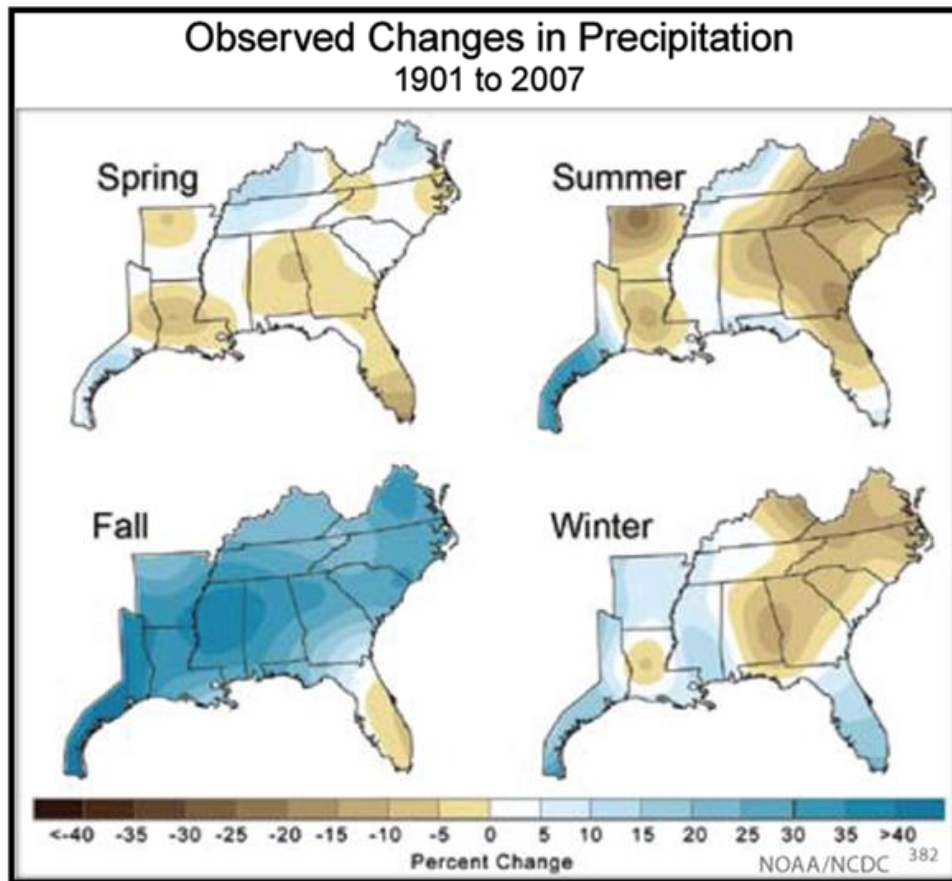 Observed Changes in Precipitation
1901 to 2007
Spring
Summer
Fall
Winter
<-40 -35 -30 -25 -20 -15 -10 -5 0 5 10 15 20 25 30 35 >40
Percent Change
NOAA/NCDC 382